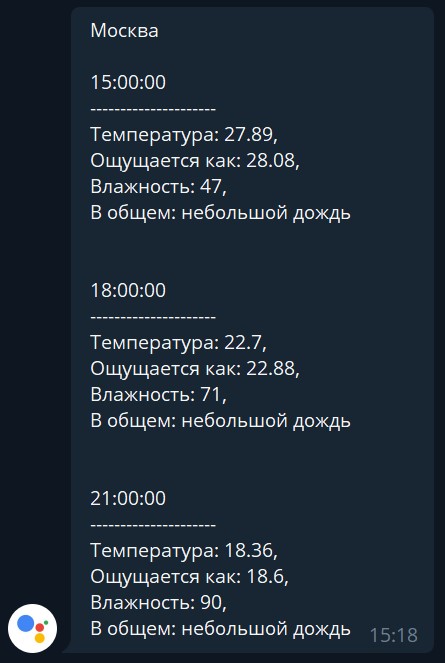 Москва
15:00:00
---------------------
Температура: 27.89,
Ощущается как: 28.08,
Влажность: 47,
В общем: небольшой дождь
18:00:00
---------------------
Температура: 22.7,
Ощущается как: 22.88,
Влажность: 71,
В общем: небольшой дождь
21:00:00
---------------------
Температура: 18.36,
Ощущается как: 18.6,
Влажность: 90,
В общем: небольшой дождь
15:18